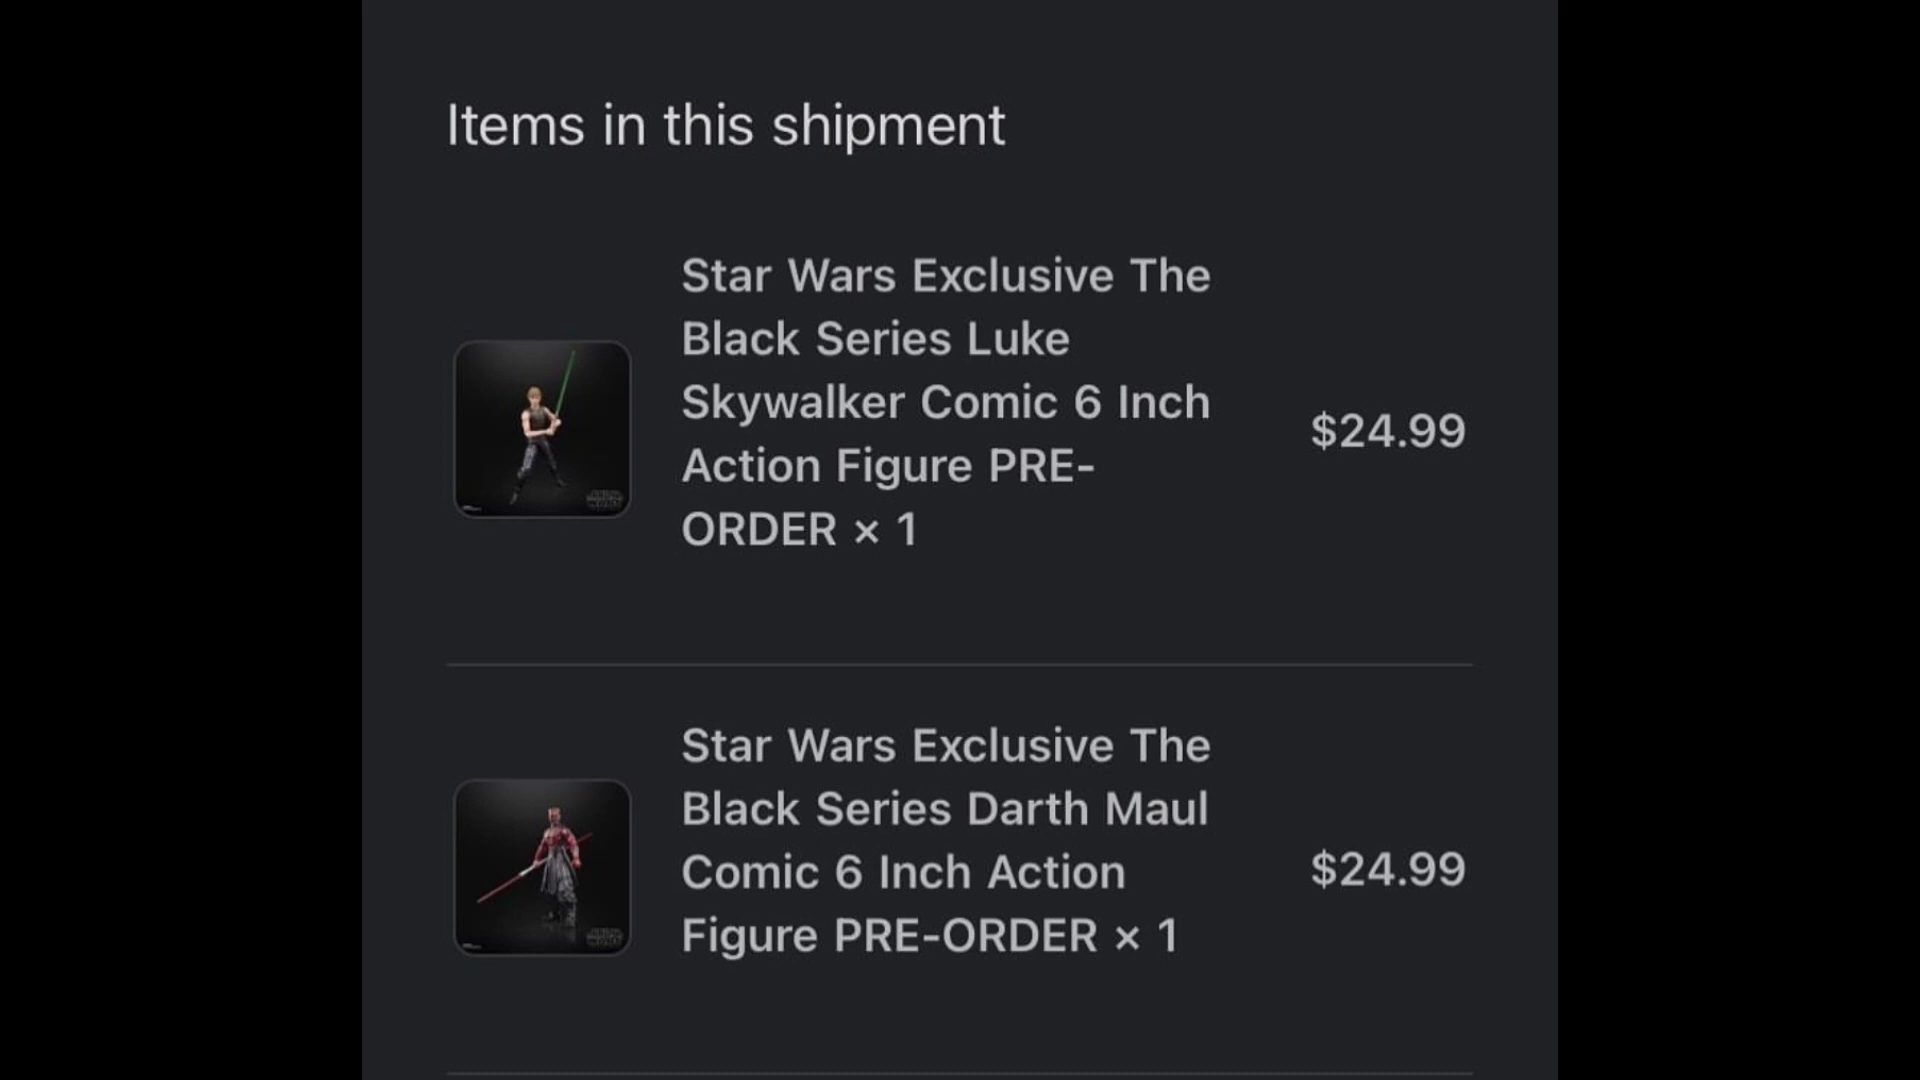 Items in this shipment
Star Wars Exclusive The
Black Series Luke
Skywalker Comic 6 Inch
Action Figure PRE-
ORDER × 1
$24.99
Star Wars Exclusive The
Black Series Darth Maul
Comic 6 Inch Action
Figure PRE-ORDER × 1
$24.99